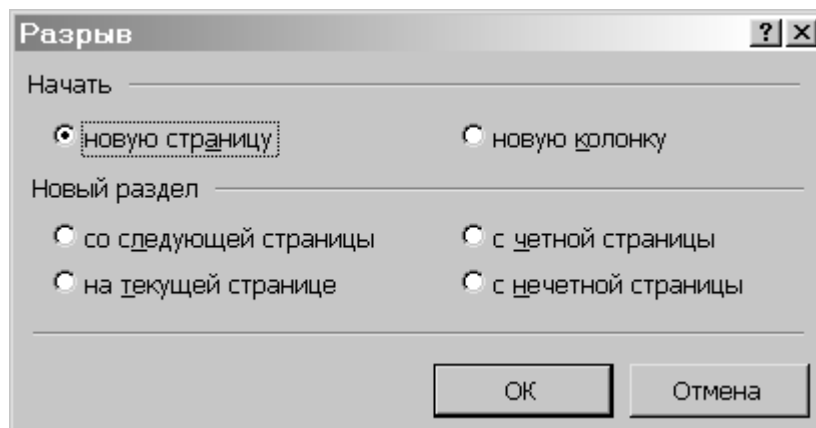 Разрыв
Начать
новую страницу новую колонку
Новый раздел
со следующей страницы с четной страницы
на текущей странице с нечетной страницы
ОК Отмена